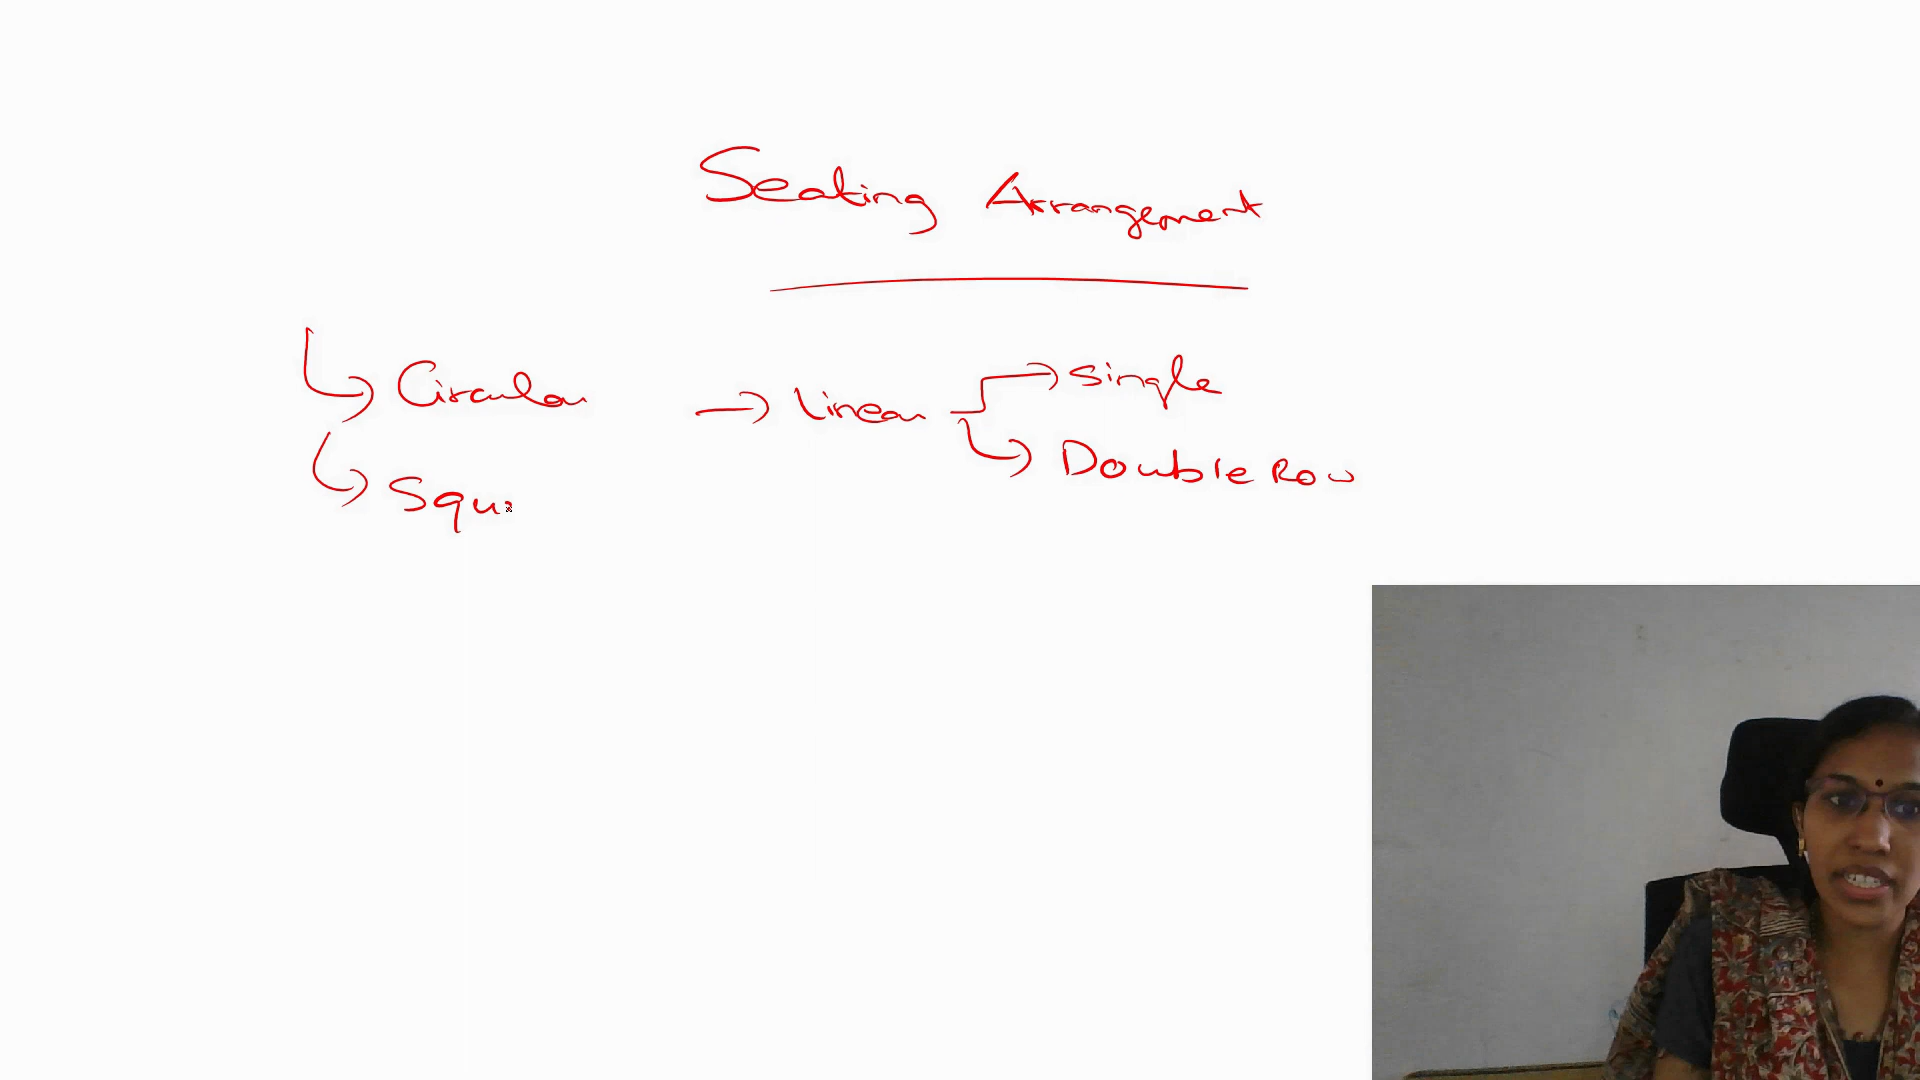 Seating Arrangement
Circular
→ Linear
→ Single
Double Row
Squ